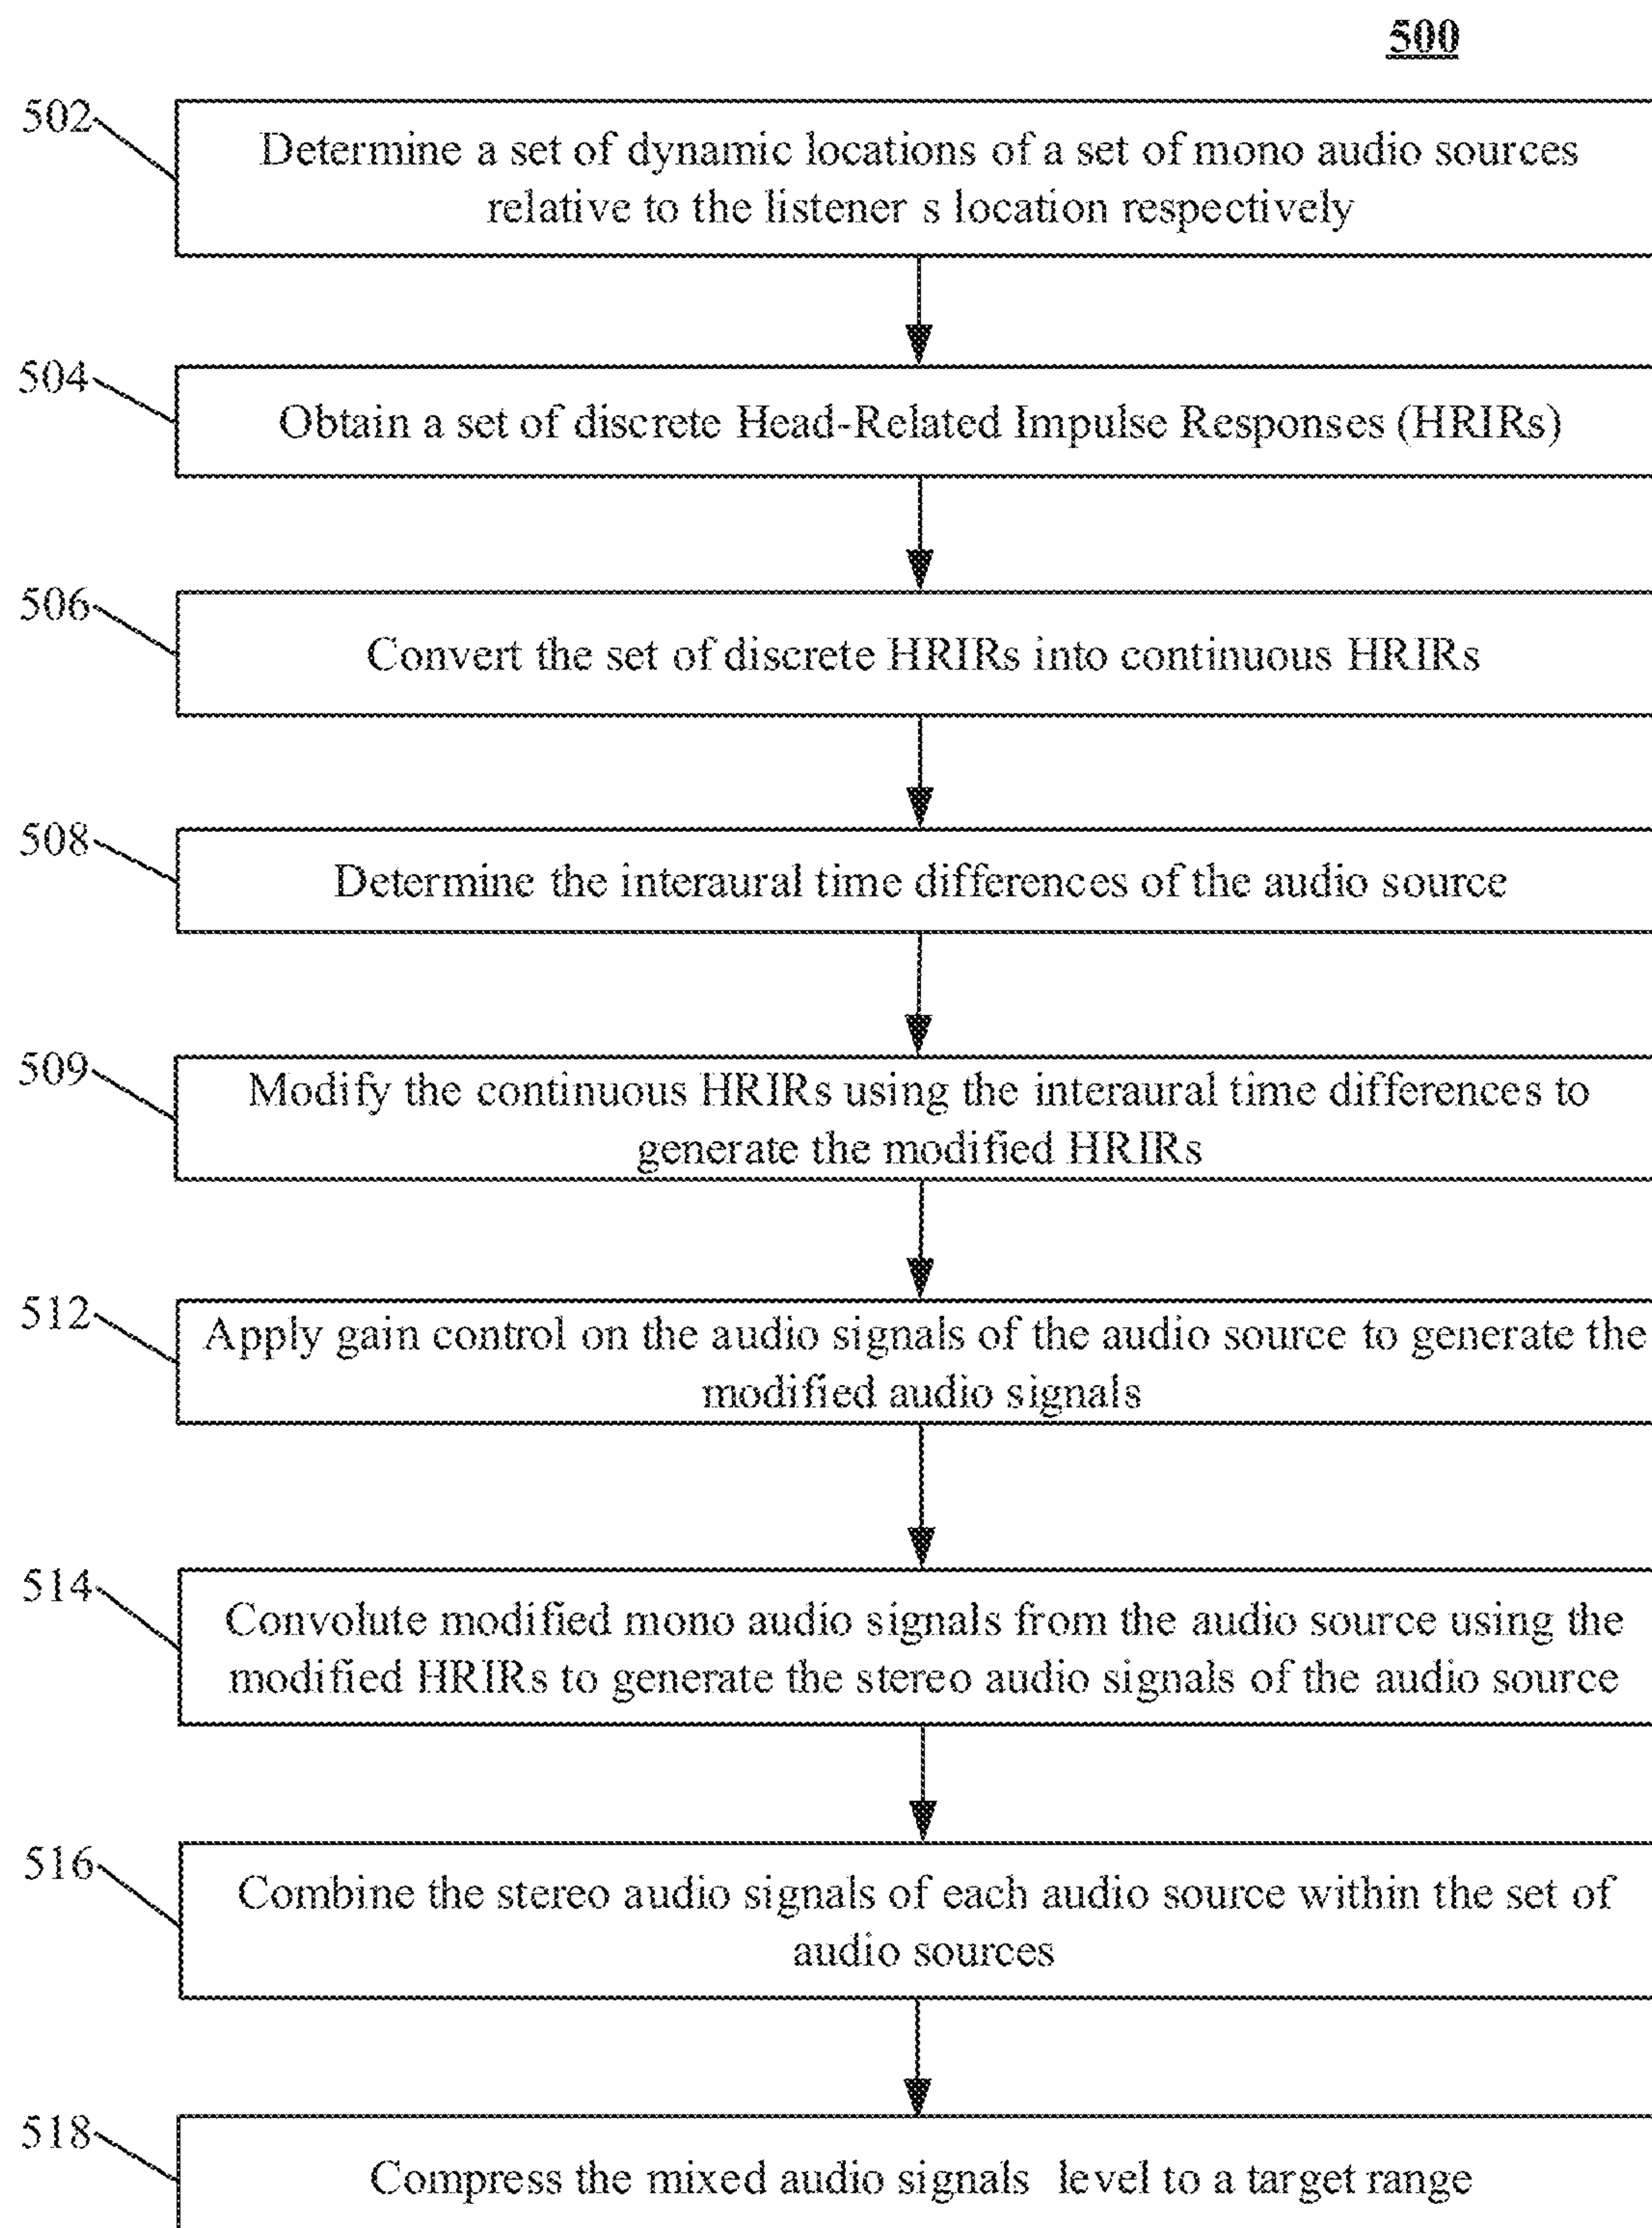 500
502
Determine a set of dynamic locations of a set of mono audio sources
relative to the listener s location respectively
504
Obtain a set of discrete Head-Related Impulse Responses (HRIRs)
506
Convert the set of discrete HRIRs into continuous HRIRs
508
Determine the interaural time differences of the audio source
509
Modify the continuous HRIRs using the interaural time differences to
generate the modified HRIRs
512
Apply gain control on the audio signals of the audio source to generate the
modified audio signals
514
Convolute modified mono audio signals from the audio source using the
modified HRIRs to generate the stereo audio signals of the audio source
516
Combine the stereo audio signals of each audio source within the set of
audio sources
518
Compress the mixed audio signals level to a target range